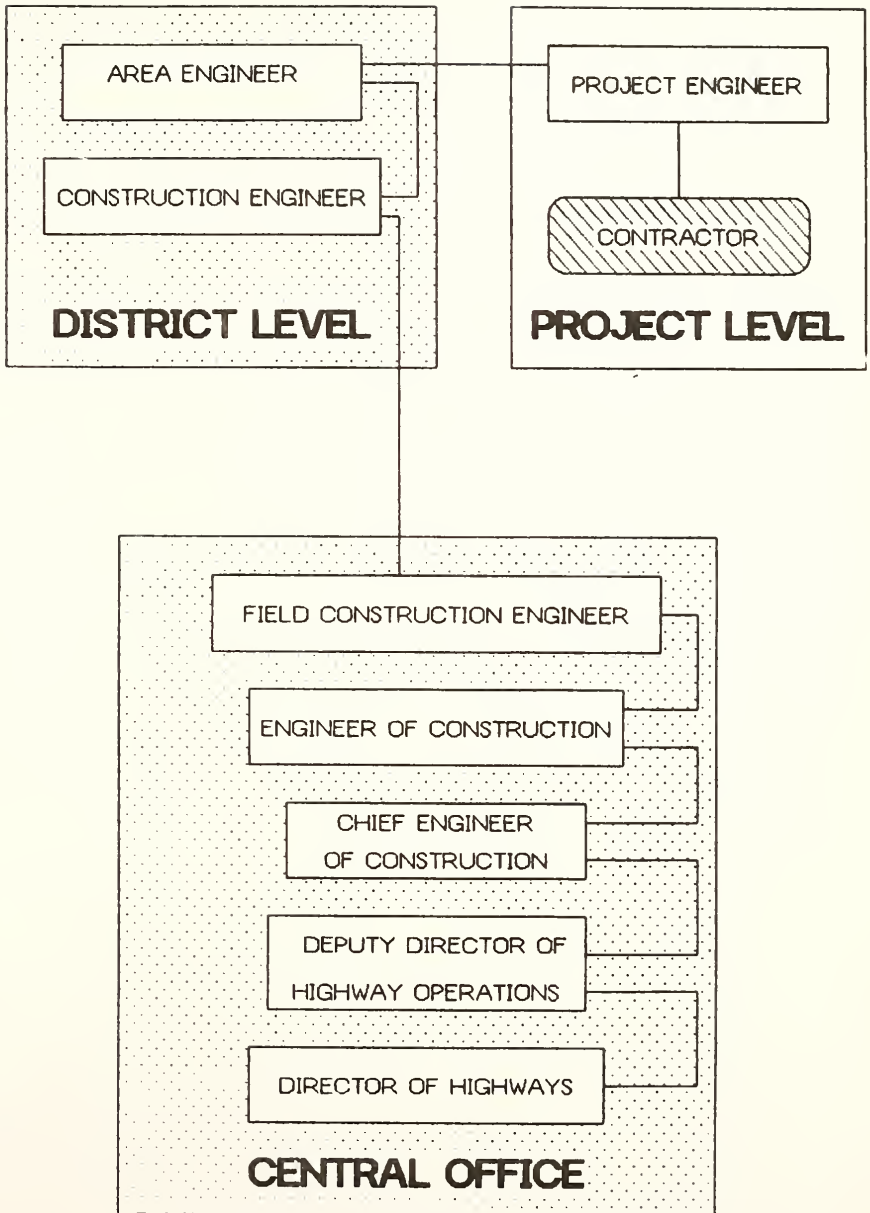 AREA ENGINEER
CONSTRUCTION ENGINEER
DISTRICT LEVEL
PROJECT ENGINEER
CONTRACTOR
PROJECT LEVEL
FIELD CONSTRUCTION ENGINEER
ENGINEER OF CONSTRUCTION
CHIEF ENGINEER
OF CONSTRUCTION
DEPUTY DIRECTOR OF
HIGHWAY OPERATIONS
DIRECTOR OF HIGHWAYS
CENTRAL OFFICE